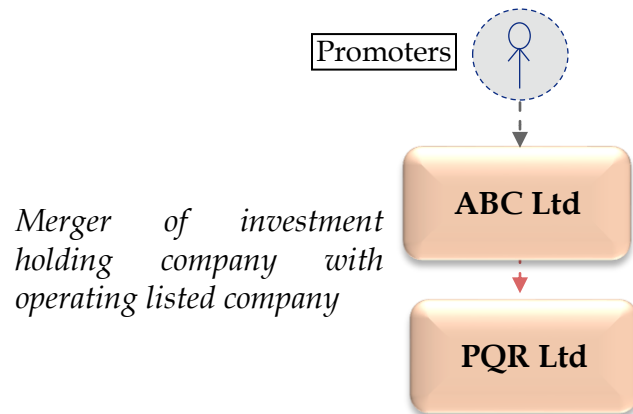 Promoters
ABC Ltd
Merger of investment
holding company with
operating listed company
PQR Ltd